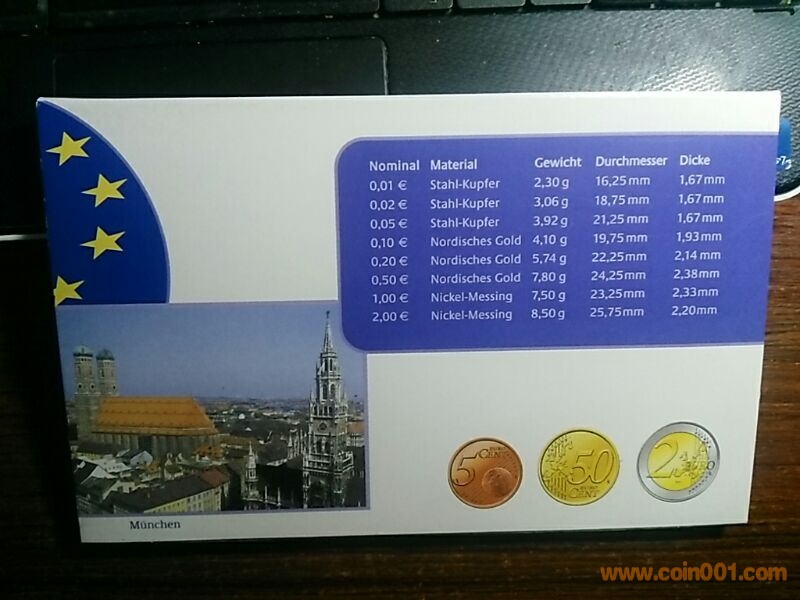 Nominal Material Gewicht Durchmesser Dicke
0,01 € Stahl-Kupfer 2,30 g 16,25 mm 1,67 mm
0,02 € Stahl-Kupfer 3,06 g 18,75 mm 1,67 mm
0,05 € Stahl-Kupfer 3,92 g 21,25 mm 1,67 mm
0,10 € Nordisches Gold 4,10 g 19,75 mm 1,93 mm
0,20 € Nordisches Gold 5,74 g 22,25 mm 2,14 mm
0,50 € Nordisches Gold 7,80 g 24,25 mm 2,38 mm
1,00 € Nickel-Messing 7,50 g 23,25 mm 2,33 mm
2,00 € Nickel-Messing 8,50 g 25,75 mm 2,20 mm
5 EURO CENT
50 EURO CENT
2 EURO
München
www.coin001.com